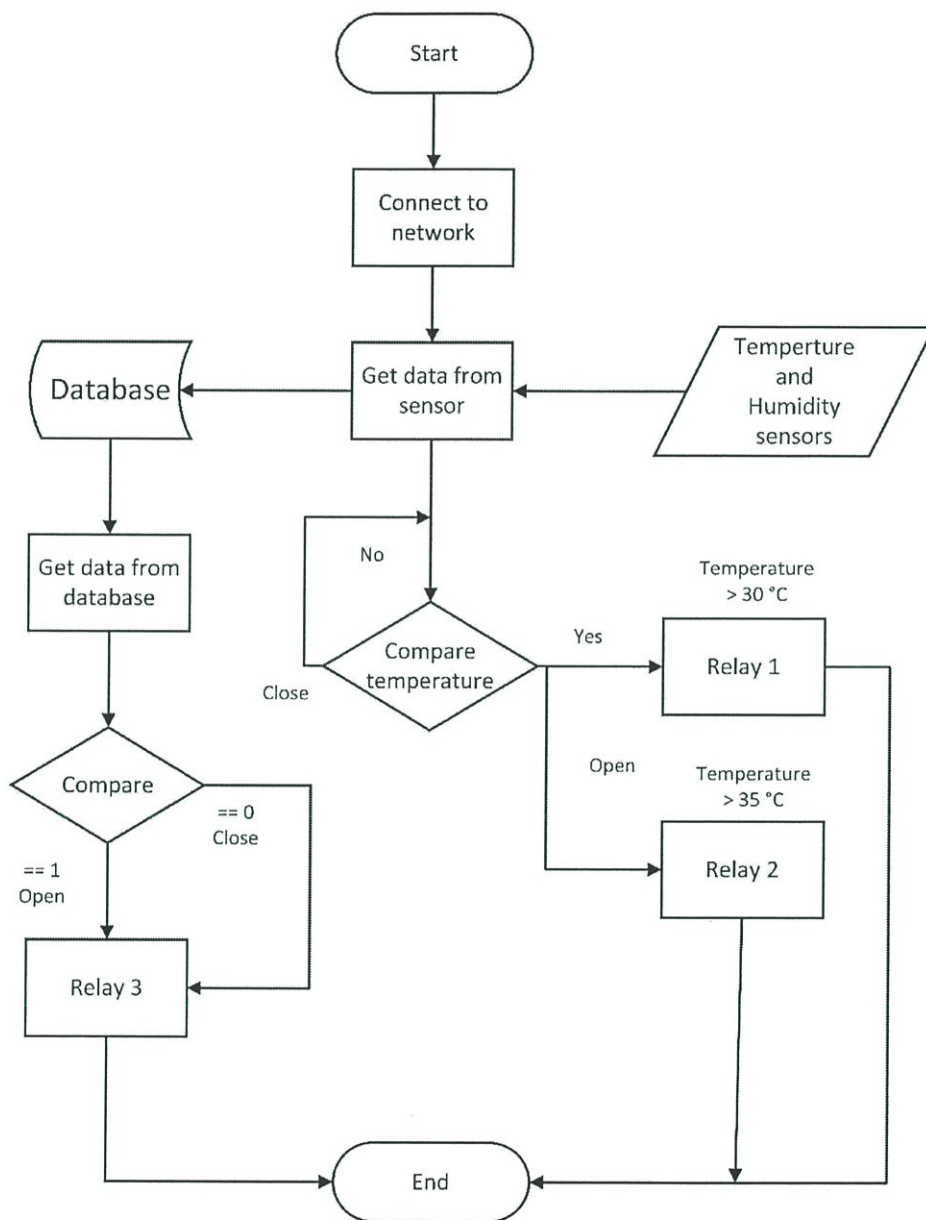 Start
Connect to
network
Database
Get data from
sensor
Temperture
and
Humidity
sensors
No
Get data from
database
Temperature
> 30 °C
Yes
Compare
temperature
Relay 1
Close
Open
Temperature
> 35 °C
Compare
== 0
Close
== 1
Open
Relay 2
Relay 3
End